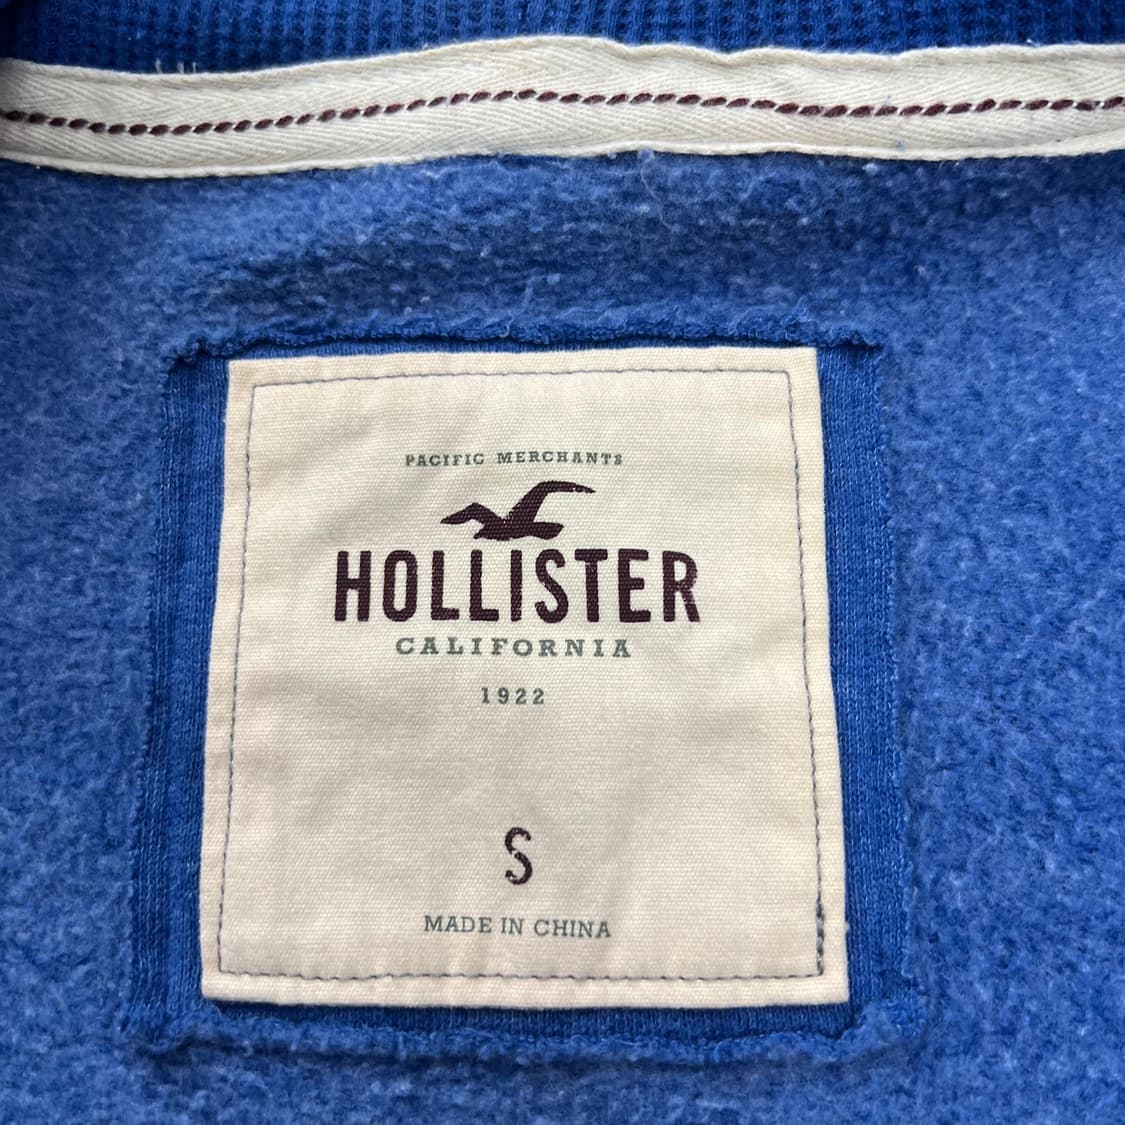 PACIFIC MERCHANTS
HOLLISTER
CALIFORNIA
1922
S
MADE IN CHINA